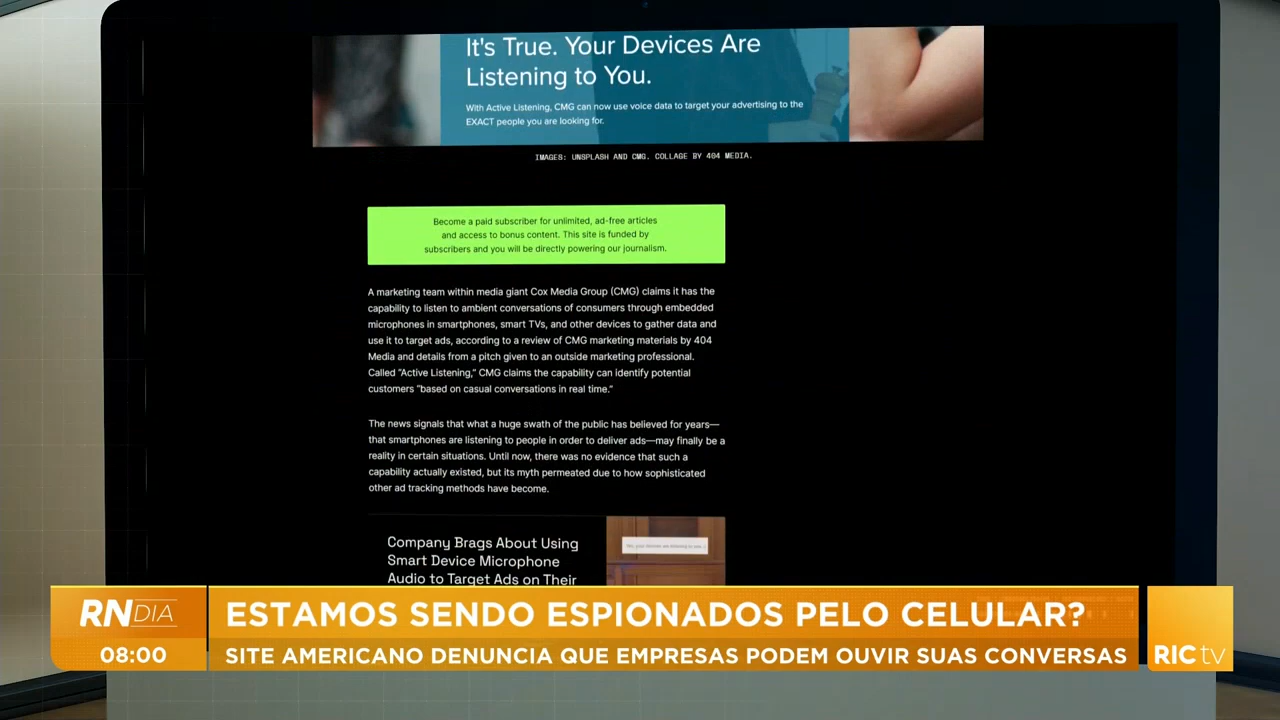 It's True. Your Devices Are
Listening to You.
With Active Listening, CMG can now use voice data to target your advertising to the
EXACT people you are looking for.
IMAGES: UNSPLASH AND CMG. COLLAGE BY 404 MEDIA.
Become a paid subscriber for unlimited, ad-free articles
and access to bonus content. This site is funded by
subscribers and you will be directly powering our journalism.
A marketing team within media giant Cox Media Group (CMG) claims it has the
capability to listen to ambient conversations of consumers through embedded
microphones in smartphones, smart TVs, and other devices to gather data and
use it to target ads, according to a review of CMG marketing materials by 404
Media and details from a pitch given to an outside marketing professional.
Called “Active Listening,” CMG claims the capability can identify potential
customers “based on casual conversations in real time.”
The news signals that what a huge swath of the public has believed for years—
that smartphones are listening to people in order to deliver ads—may finally be a
reality in certain situations. Until now, there was no evidence that such a
capability actually existed, but its myth permeated due to how sophisticated
other ad tracking methods have become.
Company Brags About Using
Smart Device Microphone
Audio to Target Ads on Their
RNDIA
08:00
ESTAMOS SENDO ESPIONADOS PELO CELULAR?
SITE AMERICANO DENUNCIA QUE EMPRESAS PODEM OUVIR SUAS CONVERSAS
RICtv